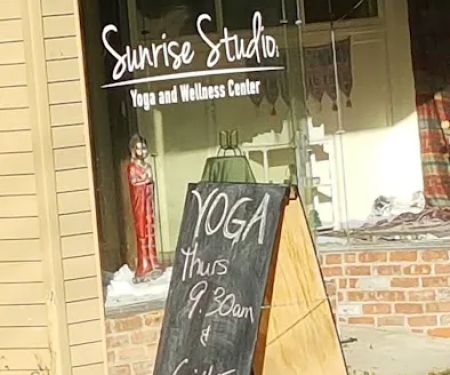 Sunrise Studio
Yoga and Wellness Center
YOGA
Thurs
9:30am
&